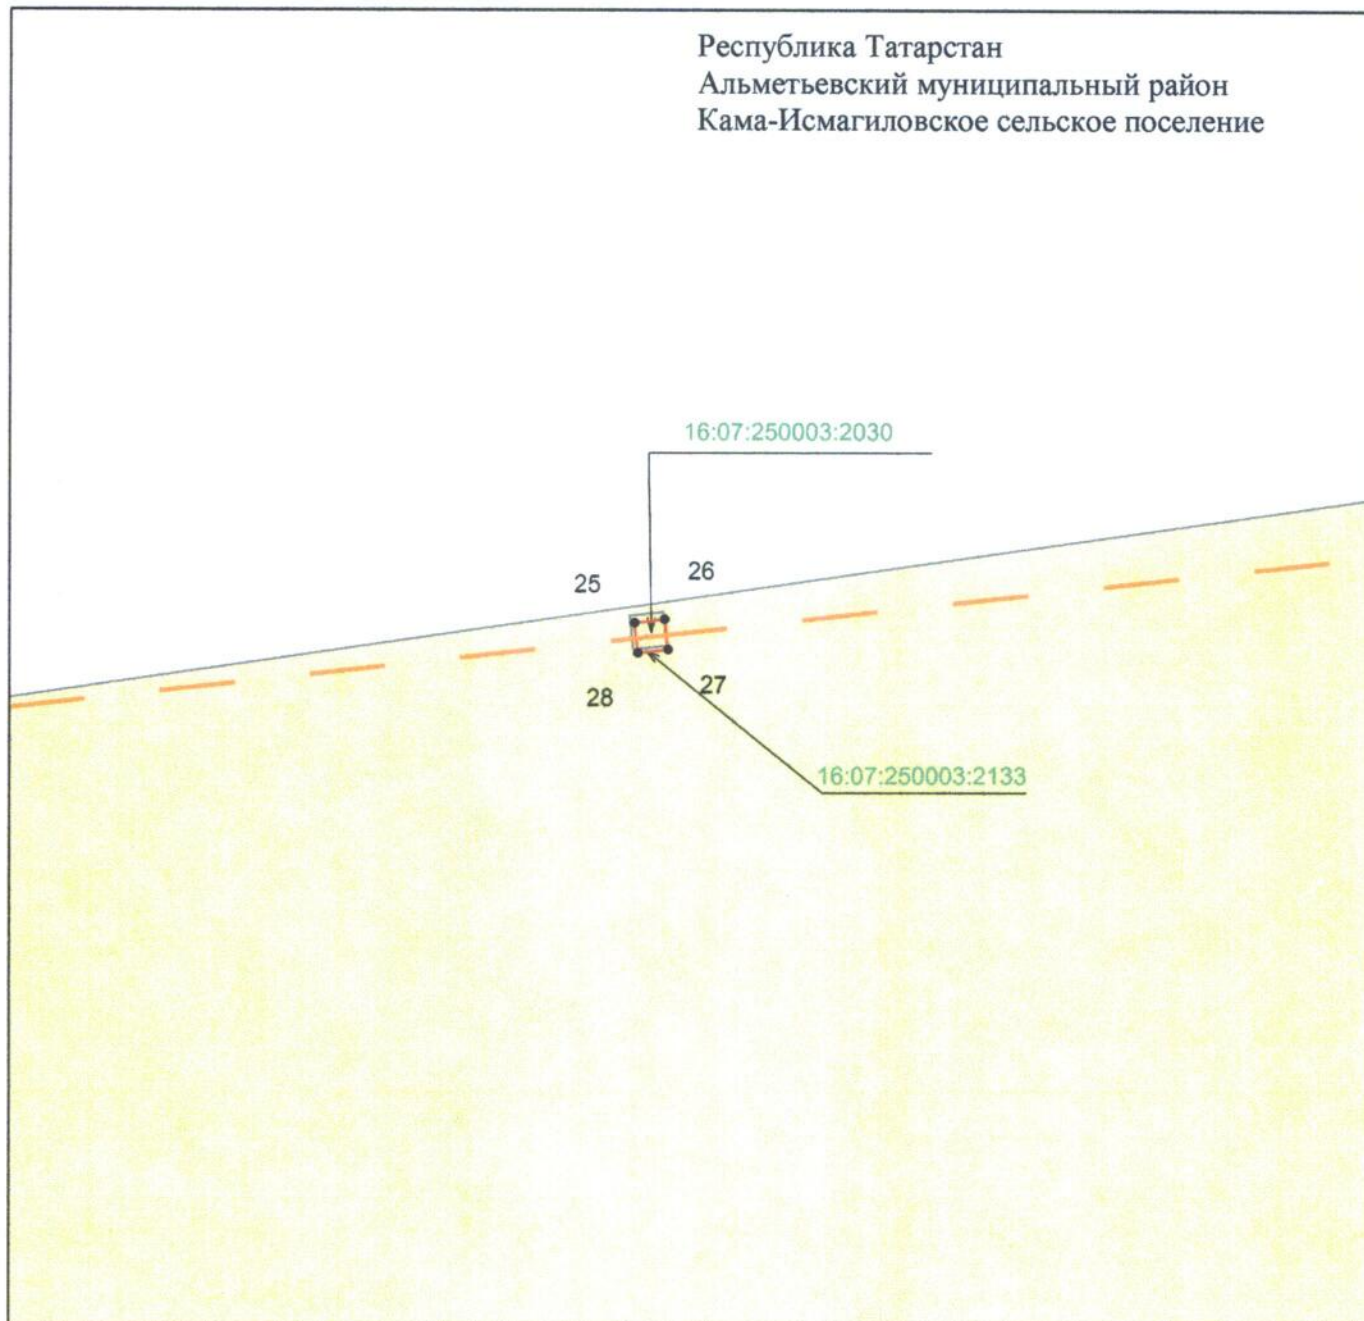 Республика Татарстан
Альметьевский муниципальный район
Кама-Исмагиловское сельское поселение
16:07:250003:2030
25
26
27
28
16:07:250003:2133